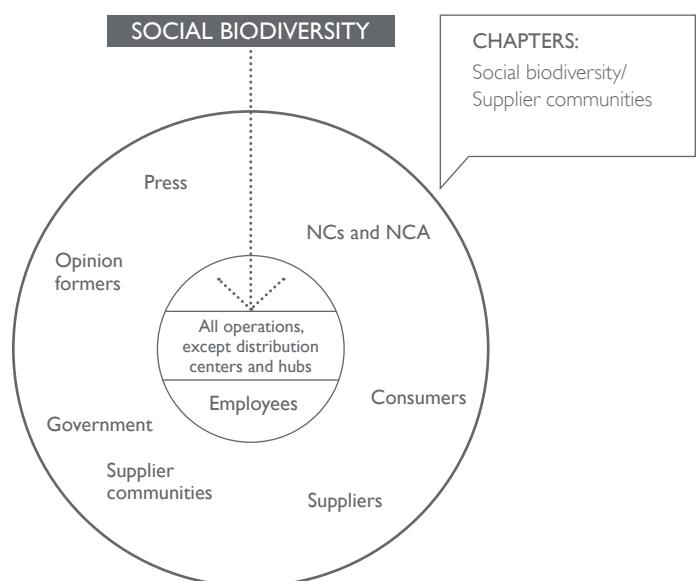 SOCIAL BIODIVERSITY
CHAPTERS:
Social biodiversity/
Supplier communities
Press
NCs and NCA
Opinion
formers
All operations,
except distribution
centers and hubs
Employees
Consumers
Government
Supplier
communities
Suppliers